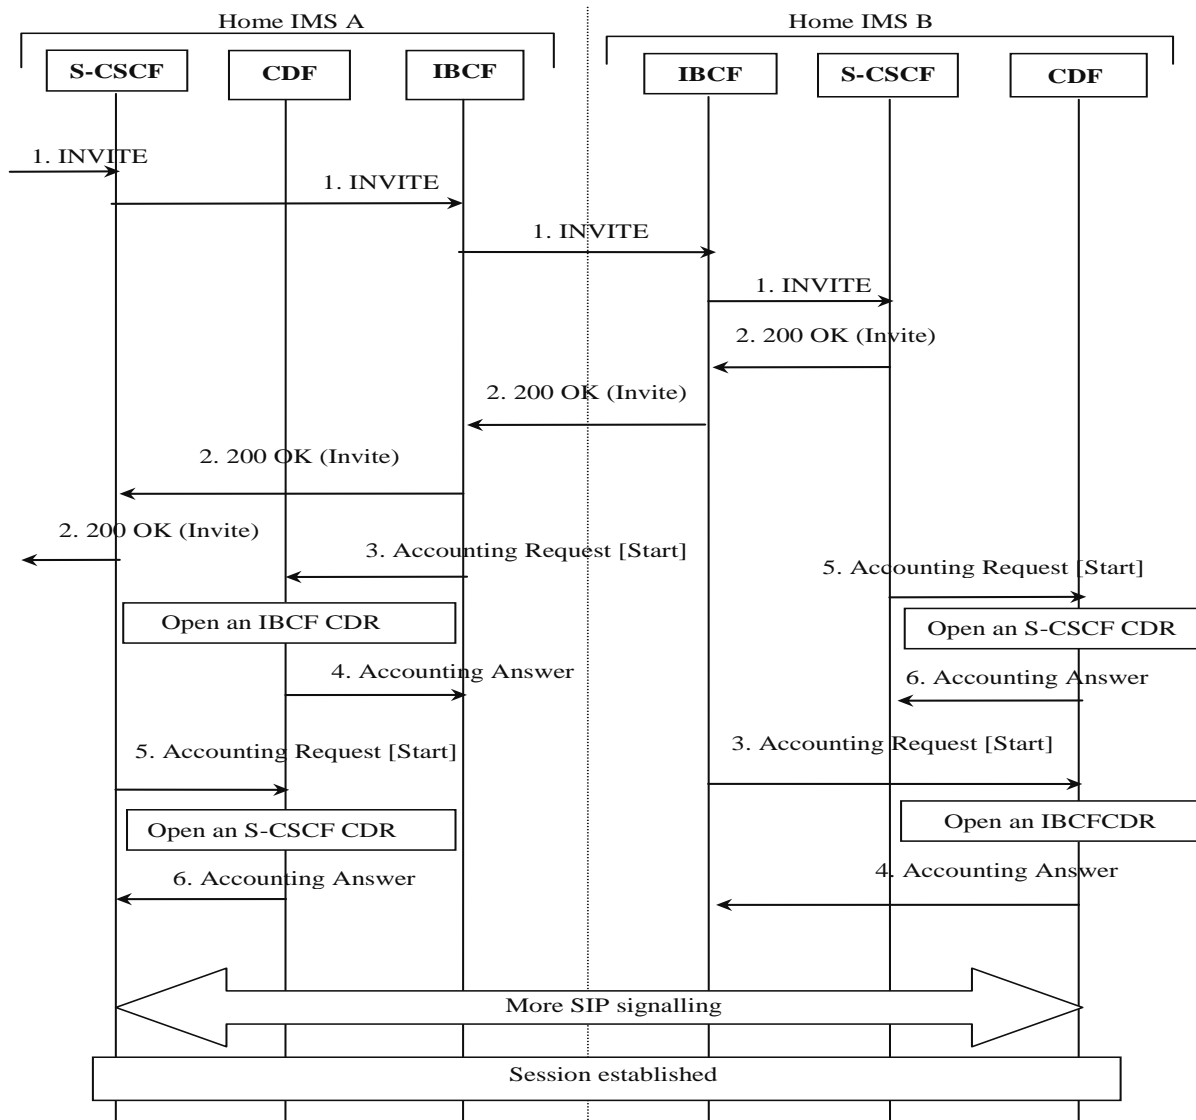 Home IMS A
Home IMS B
S-CSCF
CDF
IBCF
IBCF
S-CSCF
CDF
1. INVITE
1. INVITE
1. INVITE
1. INVITE
2. 200 OK (Invite)
2. 200 OK (Invite)
2. 200 OK (Invite)
2. 200 OK (Invite)
3. Accounting Request [Start]
5. Accounting Request [Start]
Open an IBCF CDR
Open an S-CSCF CDR
4. Accounting Answer
6. Accounting Answer
5. Accounting Request [Start]
3. Accounting Request [Start]
Open an S-CSCF CDR
Open an IBCFCDR
6. Accounting Answer
4. Accounting Answer
More SIP signalling
Session established